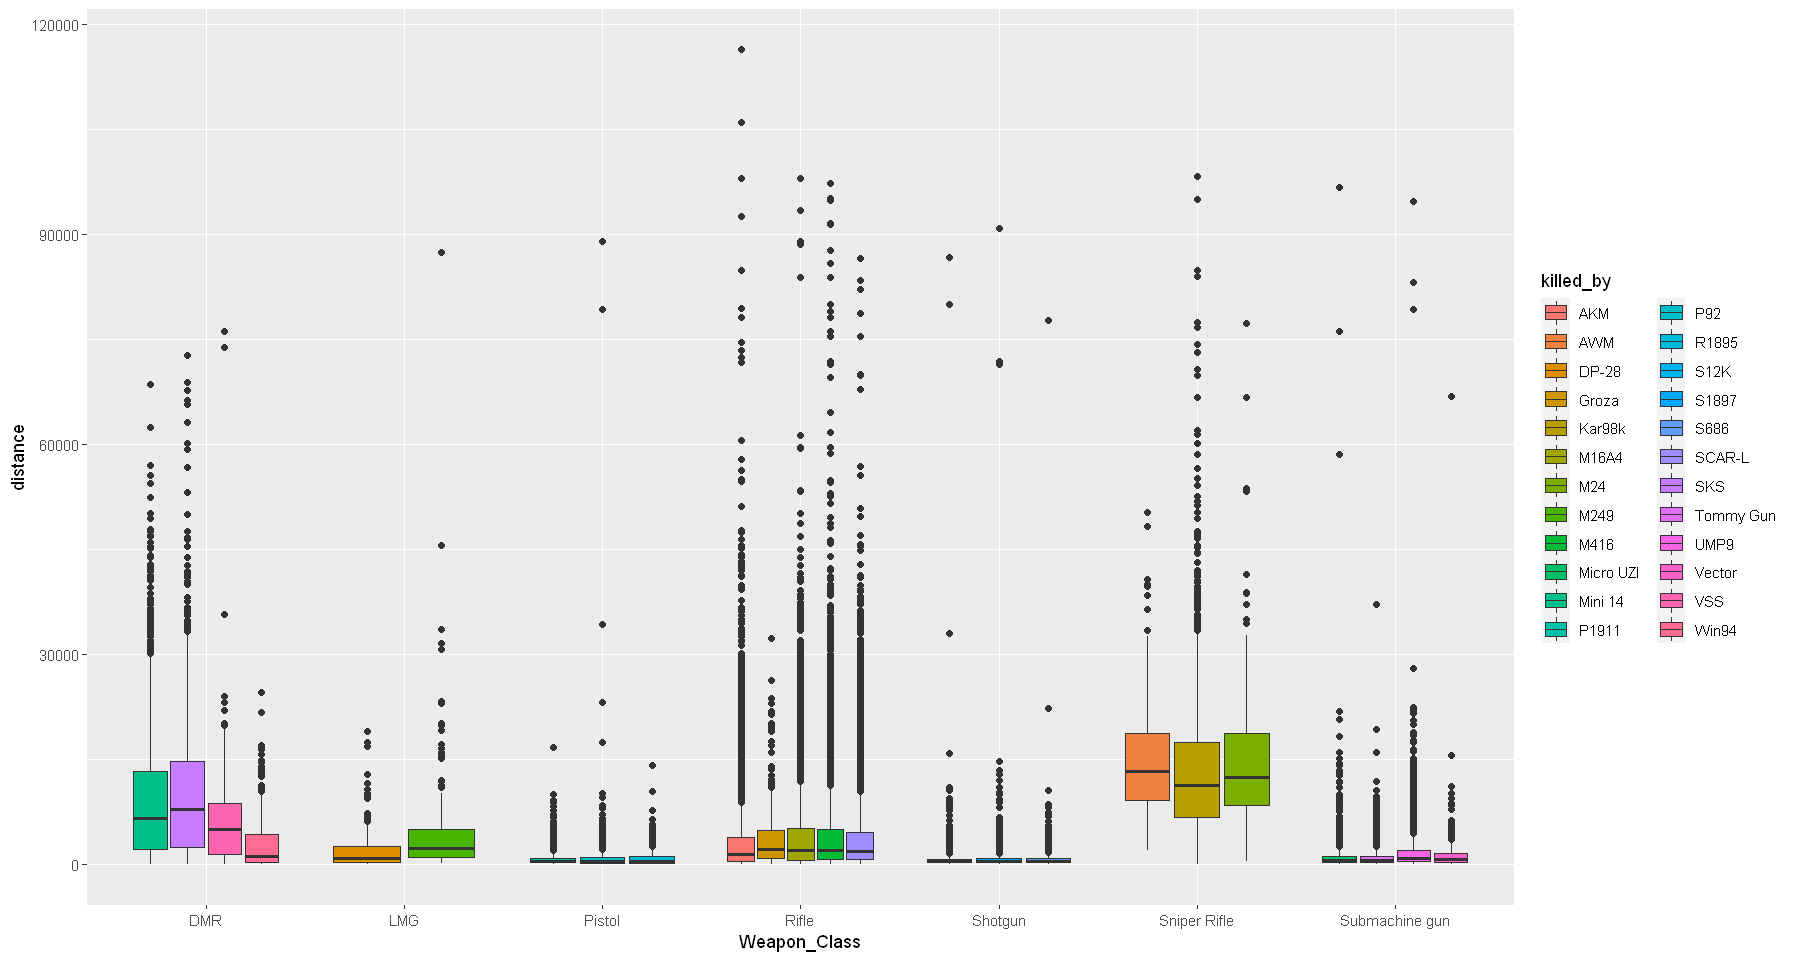 120000
90000
60000
30000
0
distance
DMR
LMG
Pistol
Rifle
Shotgun
Sniper Rifle
Submachine gun
Weapon_Class
killed_by
AKM
AWM
DP-28
Groza
Kar98k
M16A4
M24
M249
M416
Micro UZI
Mini 14
P1911
P92
R1895
S12K
S1897
S686
SCAR-L
SKS
Tommy Gun
UMP9
Vector
VSS
Win94